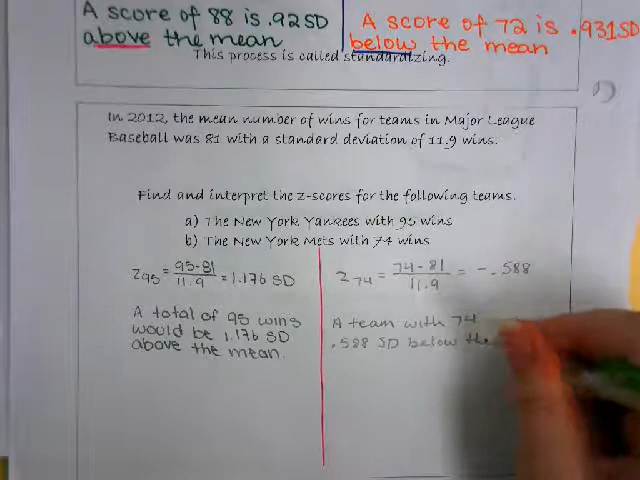 A score of 88 is .92 SD
above the mean
A score of 72 is .931 SD
below the mean
This process is called standardizing.
In 2012, the mean number of wins for teams in Major League
Baseball was 81 with a standard deviation of 11.9 wins.
Find and interpret the z-scores for the following teams.
a) The New York Yankees with 95 wins
b) The New York Mets with 74 wins
z95 = 95-81 / 11.9 = 1.176 SD
A total of 95 wins
would be 1.176 SD
above the mean.
z74 = 74-81 / 11.9 = -.588
A team with 74
.588 SD below the